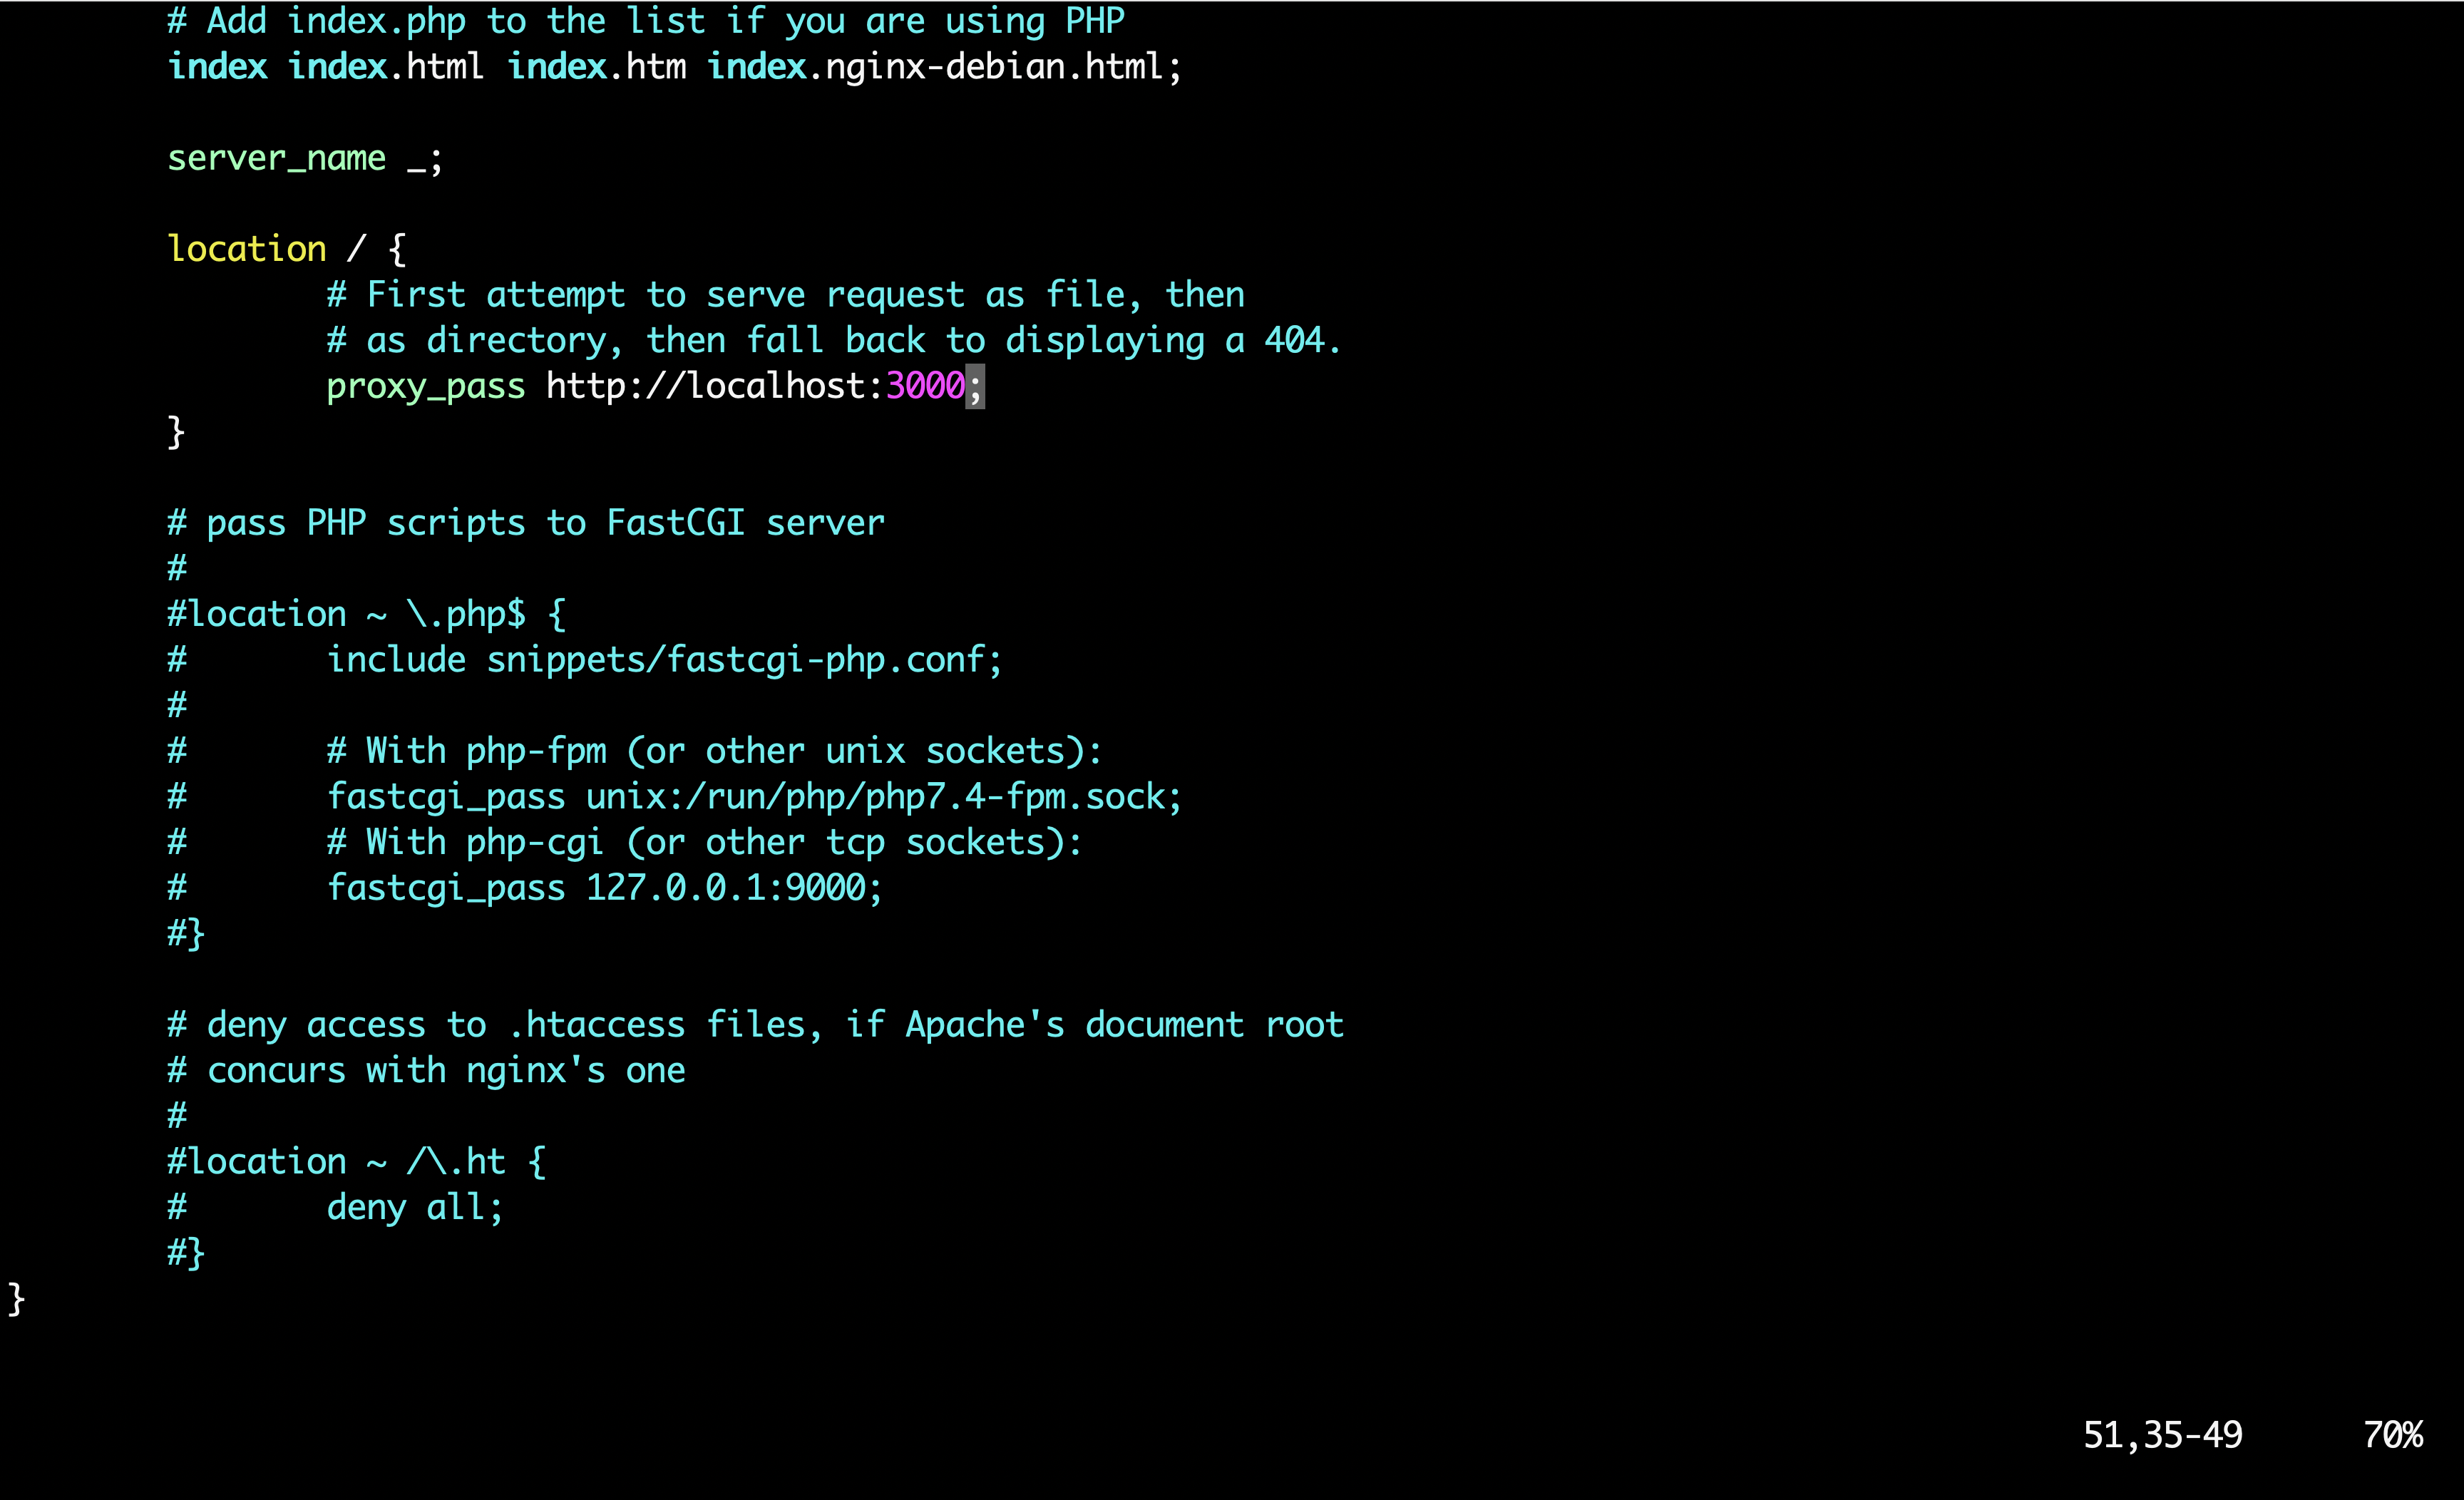 # Add index.php to the list if you are using PHP
index index.html index.htm index.nginx-debian.html;
server_name _;
location / {
# First attempt to serve request as file, then
# as directory, then fall back to displaying a 404.
proxy_pass http://localhost:3000;
}
# pass PHP scripts to FastCGI server
#
#location ~ \.php$ {
#       include snippets/fastcgi-php.conf;
#
#       # With php-fpm (or other unix sockets):
#       fastcgi_pass unix:/run/php/php7.4-fpm.sock;
#       # With php-cgi (or other tcp sockets):
#       fastcgi_pass 127.0.0.1:9000;
#}
# deny access to .htaccess files, if Apache's document root
# concurs with nginx's one
#
#location ~ /\.ht {
#       deny all;
#}
}
51,35-49      70%